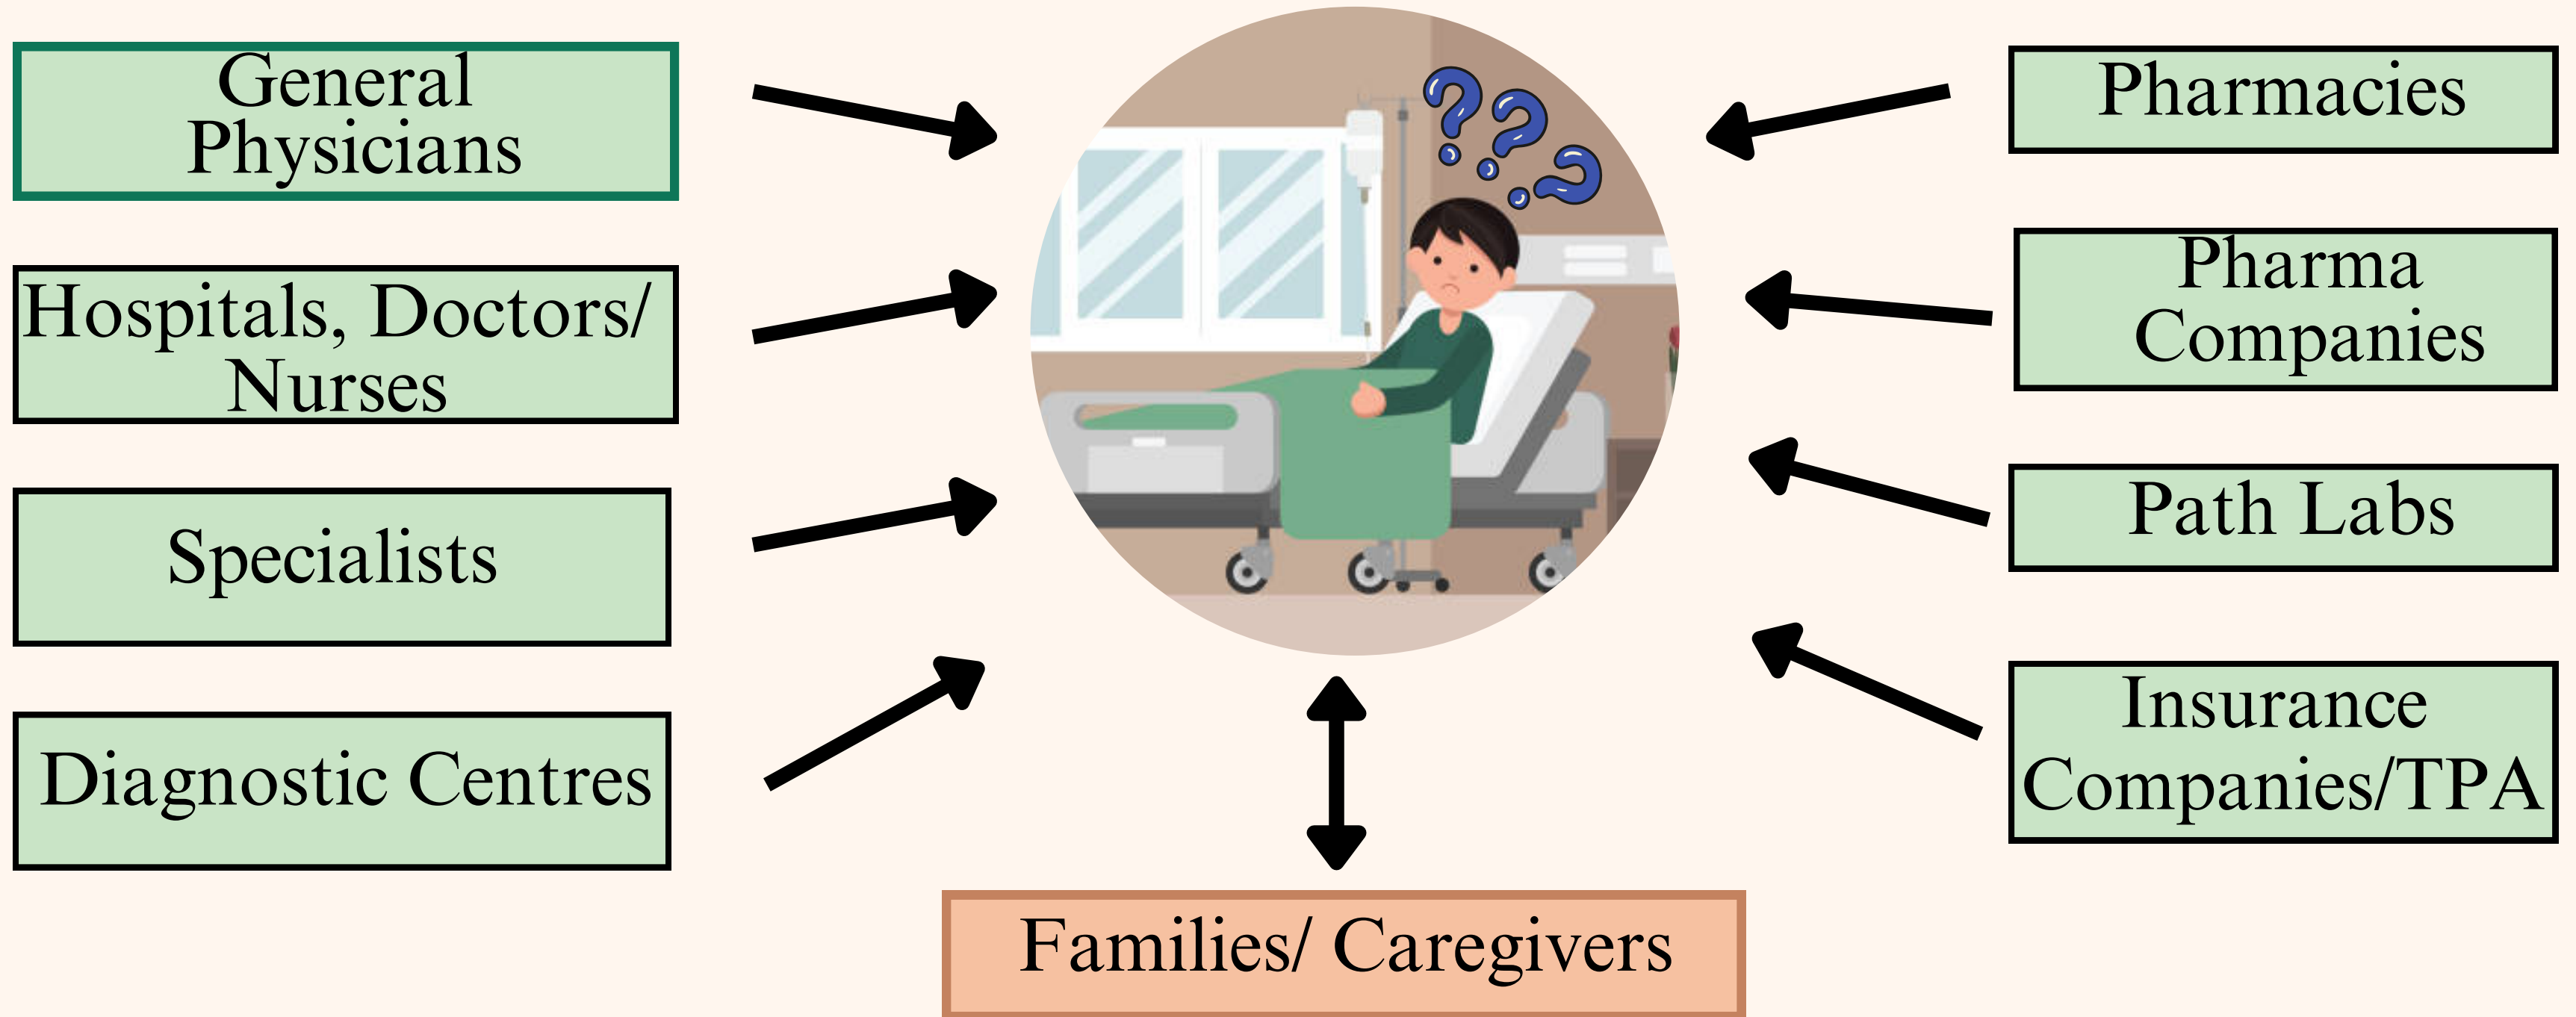 General
Physicians
Hospitals, Doctors/
Nurses
Specialists
Diagnostic Centres
???
Pharmacies
Pharma
Companies
Path Labs
Insurance
Companies/TPA
Families/ Caregivers